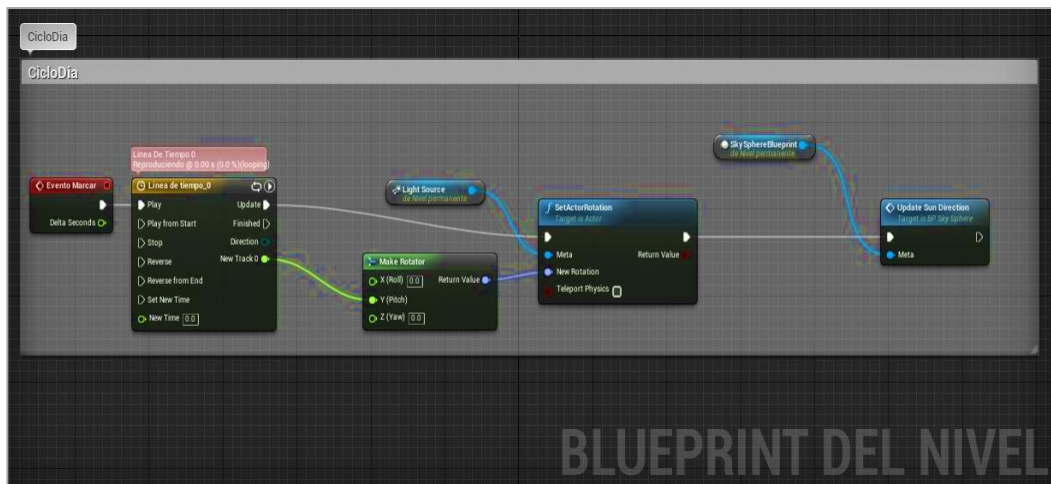 CicloDia
CicloDia
Linea De Tiempo 0
Reproduciendo @ 0.00 s (0.0 %)(looping)
Evento Marcar
Delta Seconds
Linea de tiempo_0
Play
Update
Play from Start
Finished
Stop
Direction
Reverse
New Track 0
Reverse from End
Set New Time
New Time 0.0
Light Source
de Nivel permanente
Make Rotator
X (Roll) 0.0
Return Value
Y (Pitch)
Z (Yaw) 0.0
SetActorRotation
Target is Actor
Meta
Return Value
New Rotation
Teleport Physics
SkySphereBlueprint
de Nivel permanente
Update Sun Direction
Target is BP Sky Sphere
Meta
BLUEPRINT DEL NIVEL